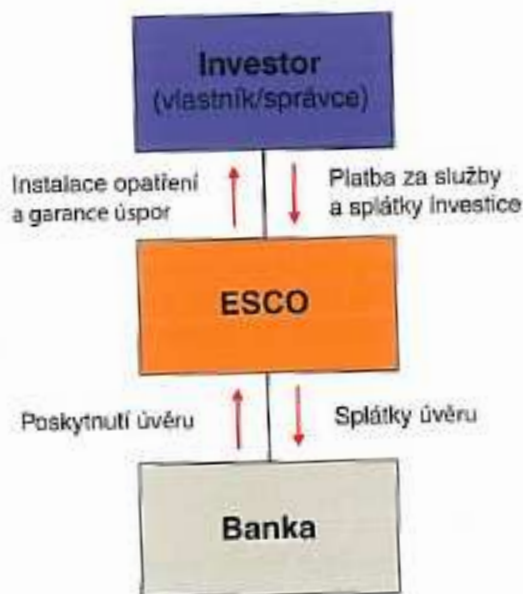 Investor
(vlastník/správce)
Instalace opatření
a garance úspor
Platba za služby
a splátky investice
ESCO
Poskytnutí úvěru
Splátky úvěru
Banka